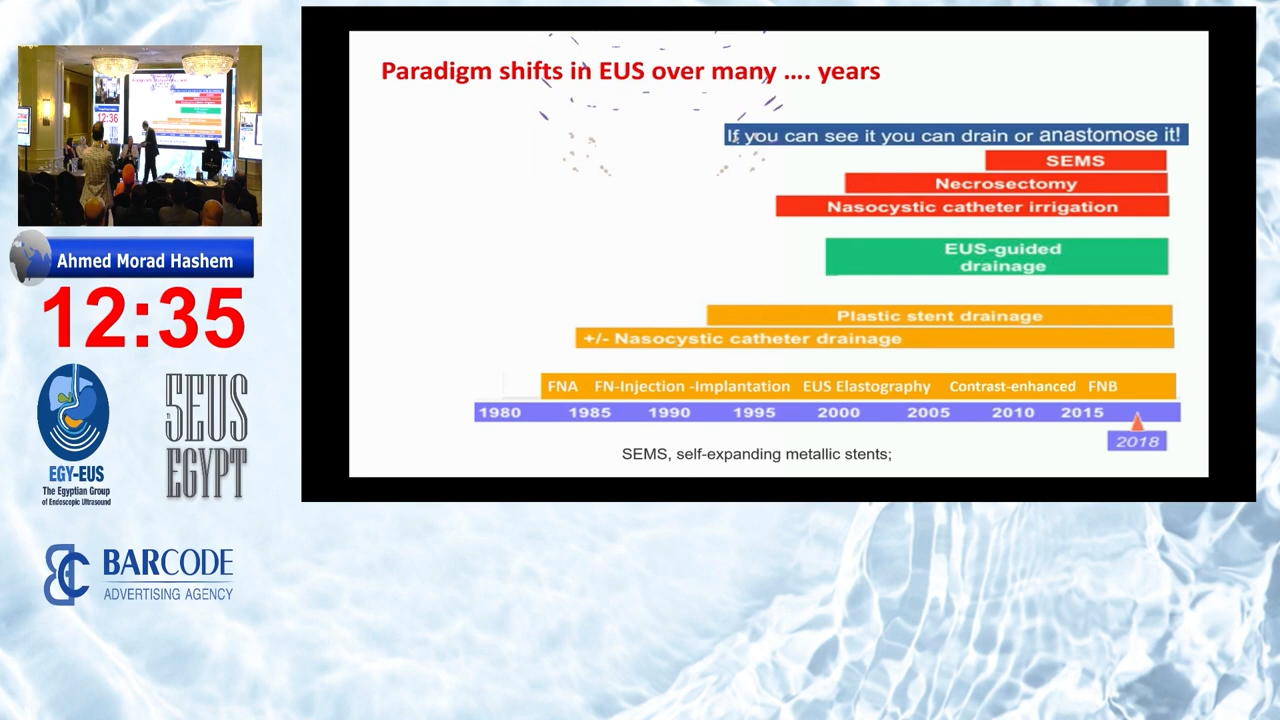 Paradigm shifts in EUS over many .... years
If you can see it you can drain or anastomose it!
SEMS
Necrosectomy
Nasocystic catheter irrigation
EUS-guided
drainage
Plastic stent drainage
+/- Nasocystic catheter drainage
FNA FN-Injection -Implantation EUS Elastography Contrast-enhanced FNB
1980 1985 1990 1995 2000 2005 2010 2015
2018
SEMS, self-expanding metallic stents;
12:36
Ahmed Morad Hashem
12:35
EGY-EUS
The Egyptian Group
of Endoscopic Ultrasound
5EUS
EGYPT
BC BARCODE
ADVERTISING AGENCY